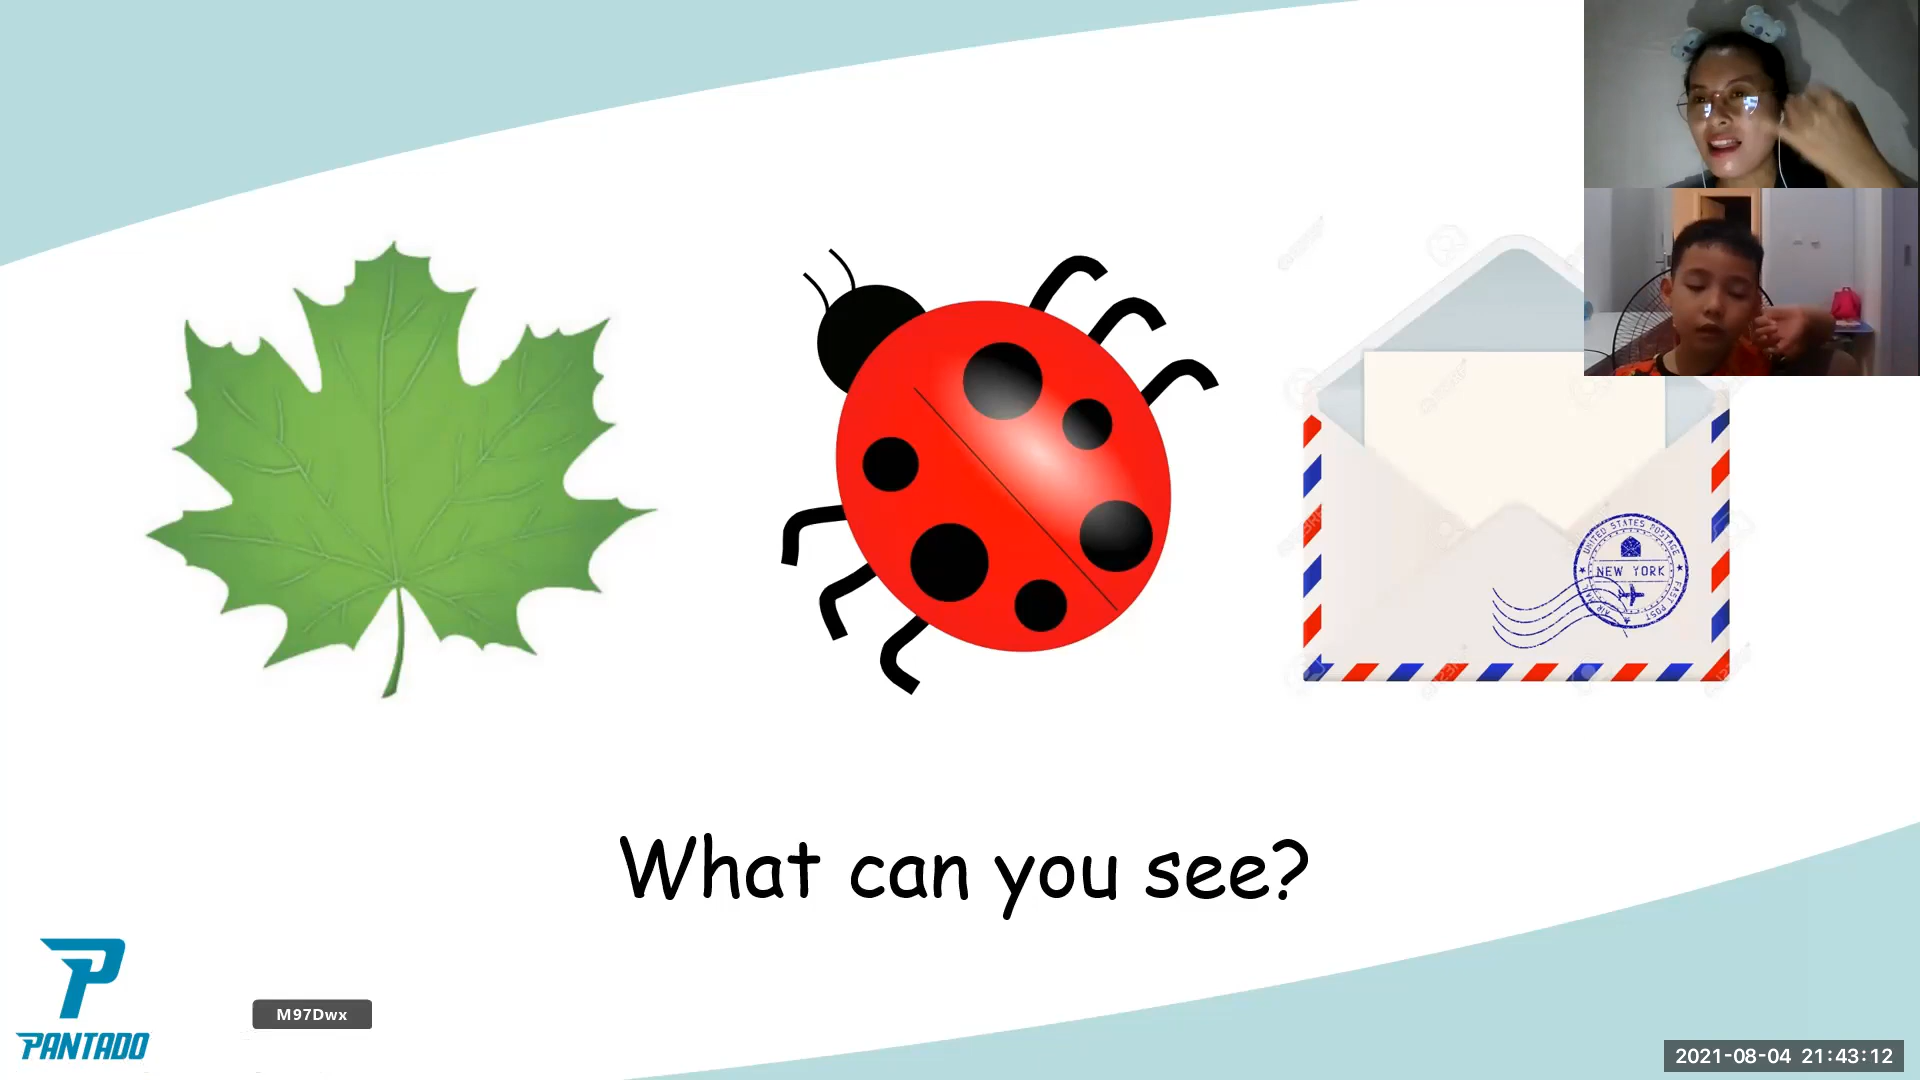 UNITED STATES POSTAGE
NEW YORK
AIR MAIL
FAST POST
What can you see?
PANTADO
M97Dwx
2021-08-04 21:43:12